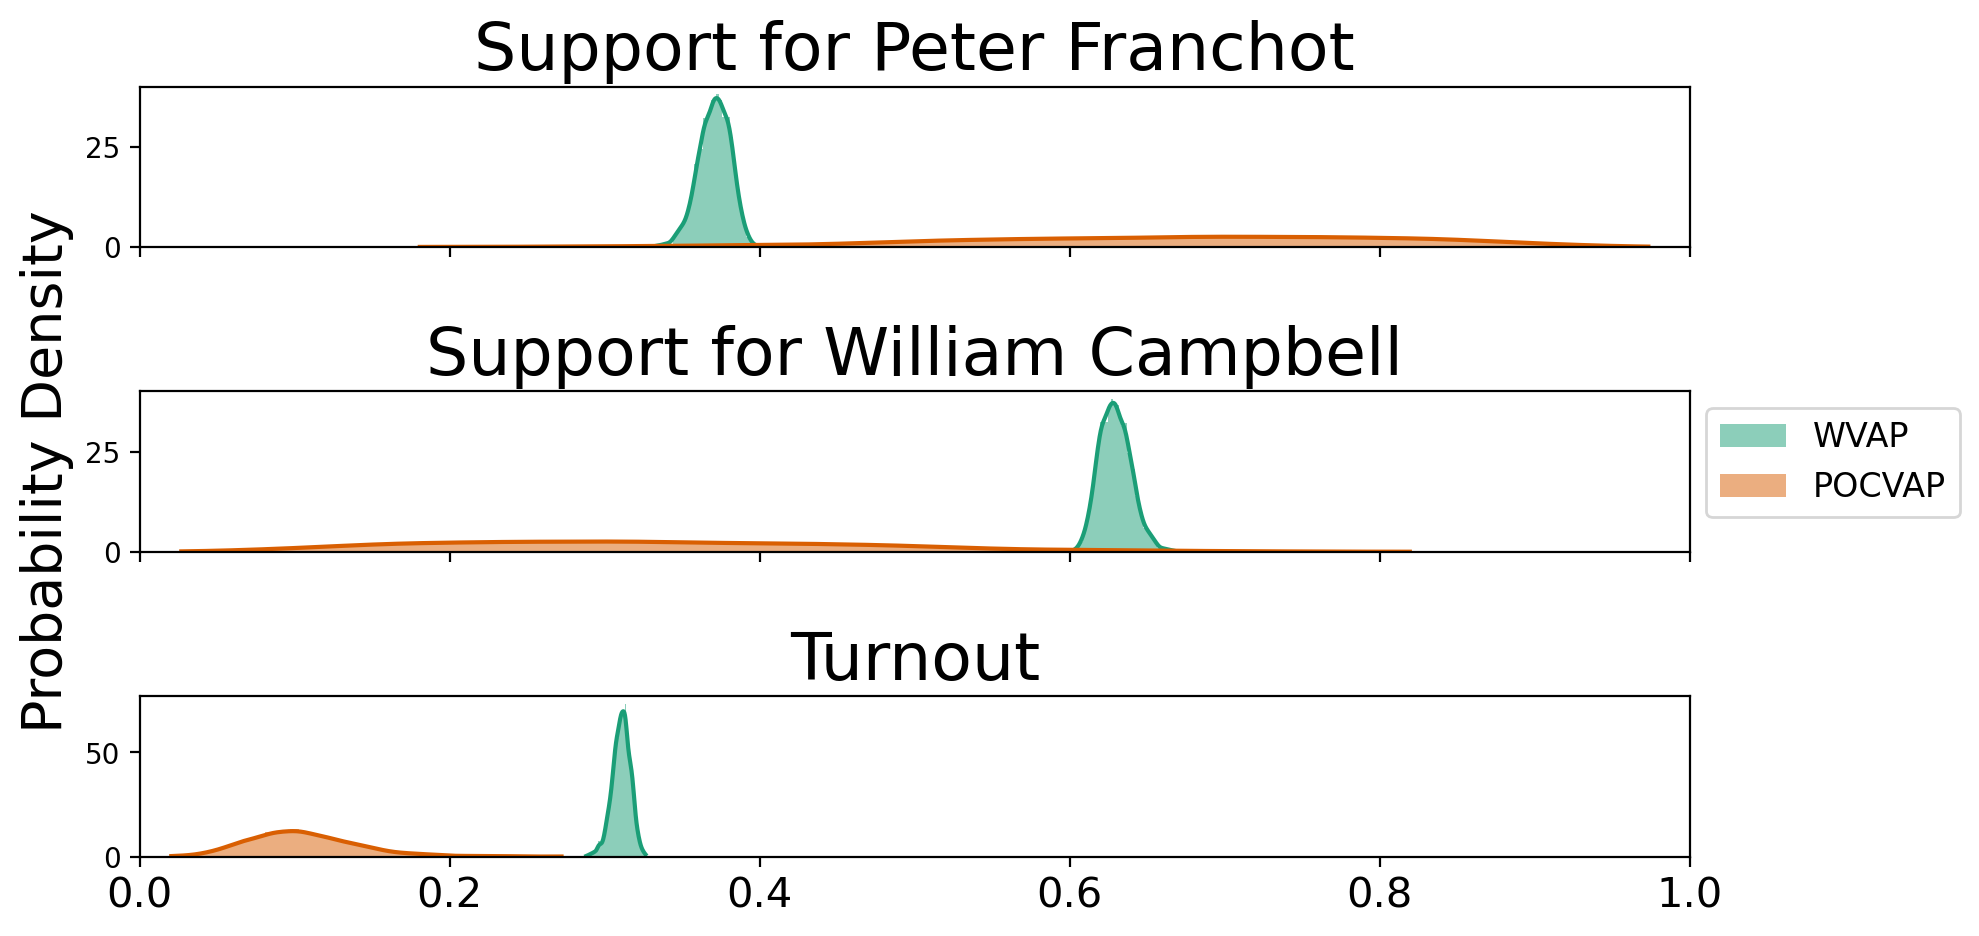 Support for Peter Franchot
25
0
Support for William Campbell
25
0
Probability Density
WVAP
POCVAP
Turnout
50
0
0.0 0.2 0.4 0.6 0.8 1.0